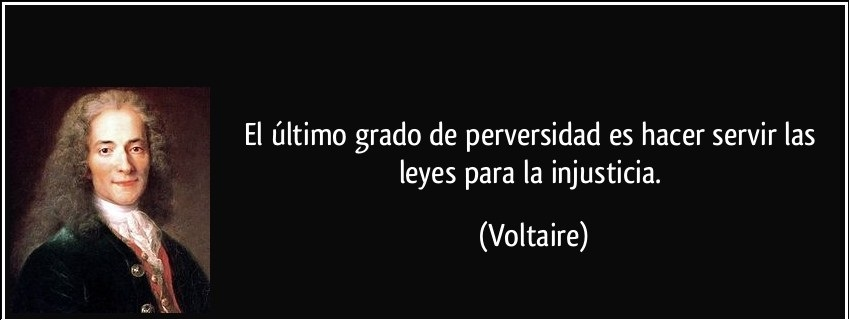 El último grado de perversidad es hacer servir las
leyes para la injusticia.
(Voltaire)